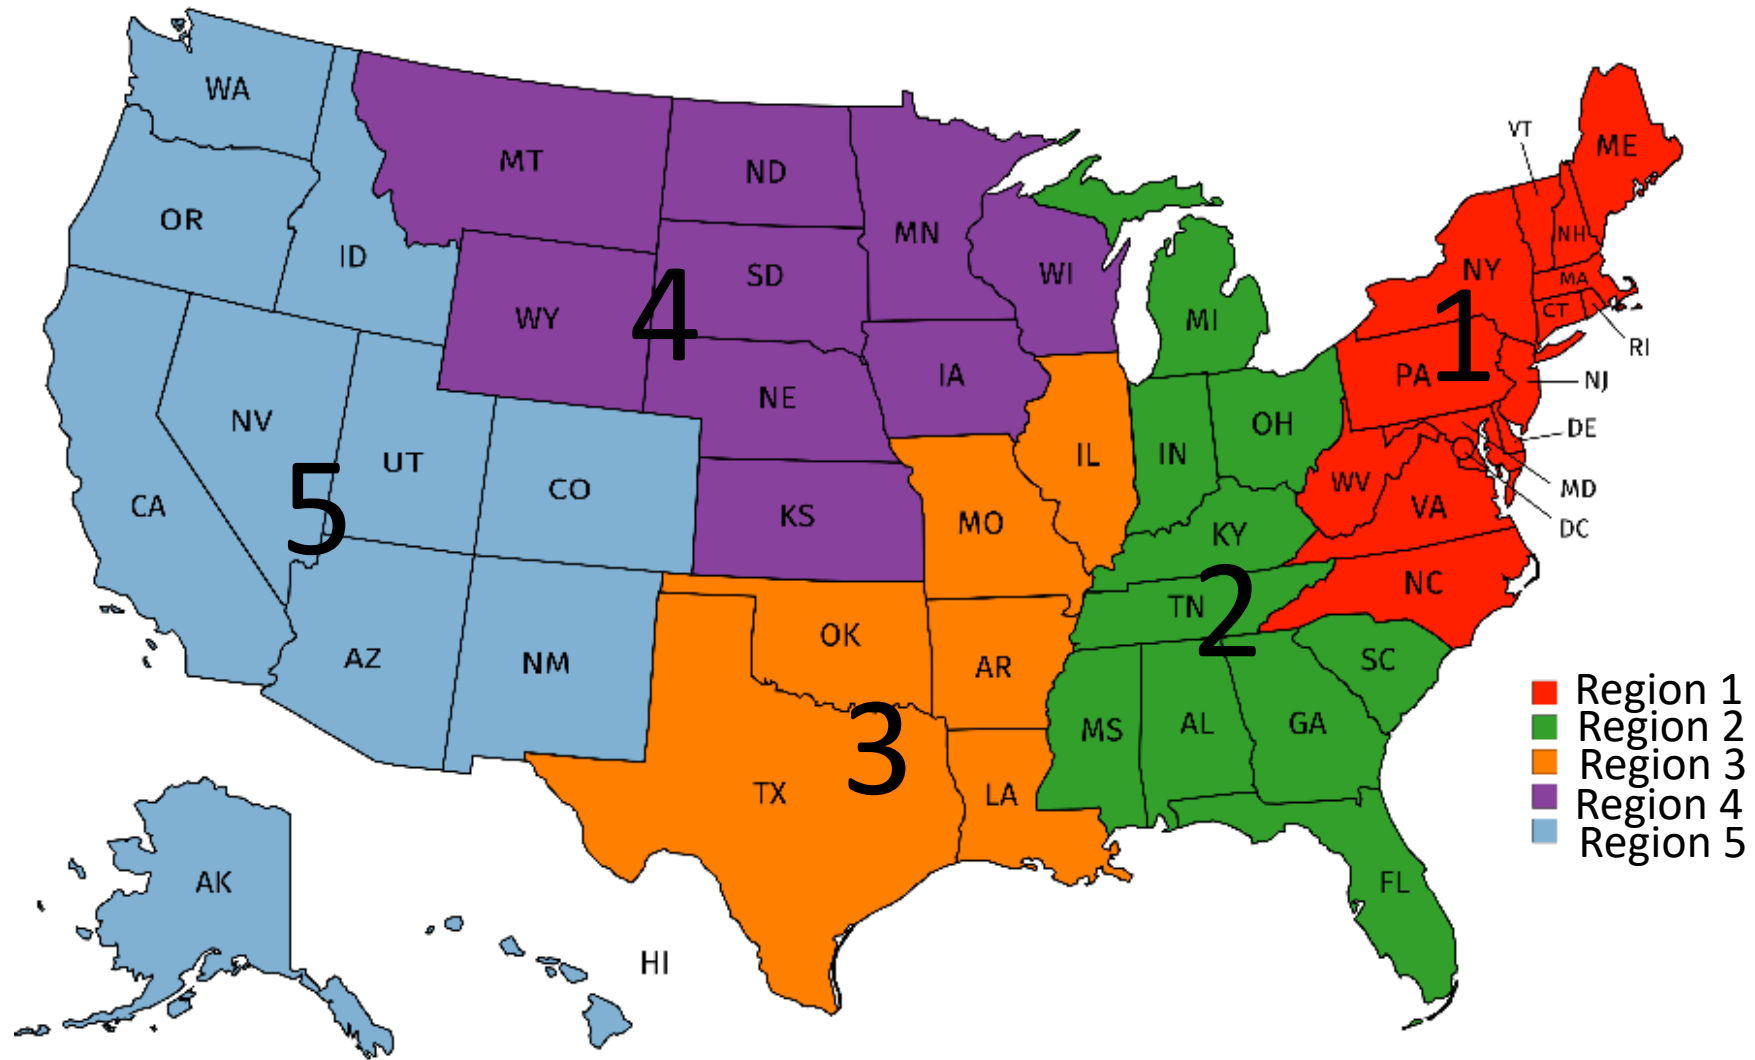 WA
MT
ND
MN
VT
ME
OR
ID
SD
WI
NH
NY
MA
WY
4
MI
1
CT
RI
NE
IA
PA
NJ
NV
UT
CO
IL
IN
OH
DE
WV
MD
CA
5
KS
MO
KY
VA
DC
AZ
NM
OK
AR
TN
2
NC
SC
3
MS
AL
GA
TX
LA
FL
AK
HI
Region 1
Region 2
Region 3
Region 4
Region 5